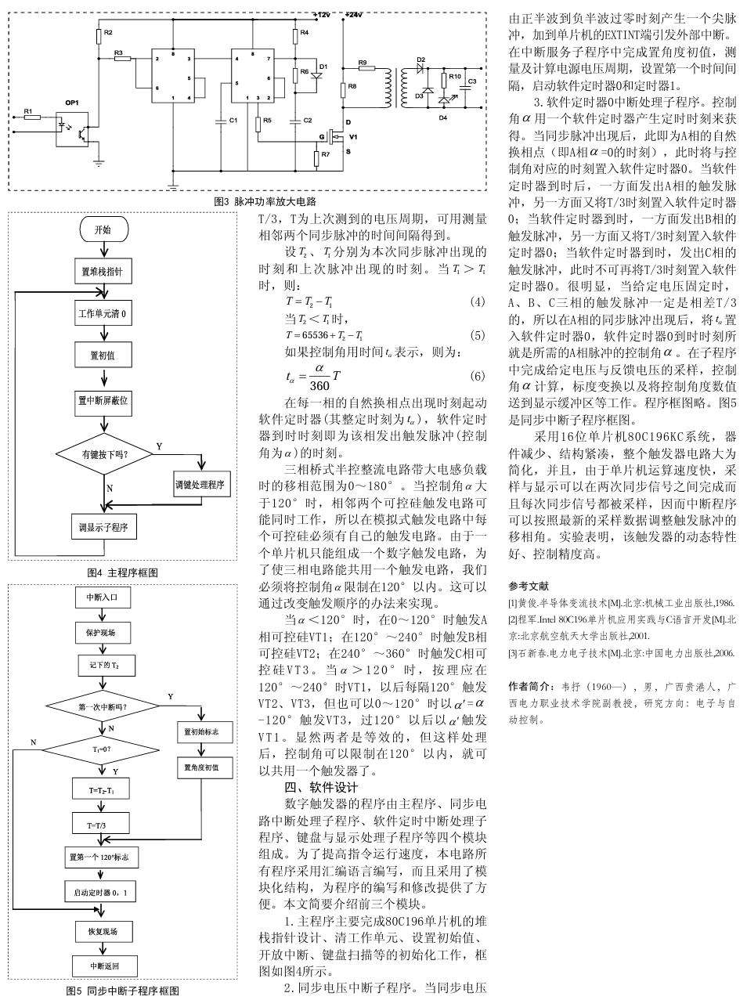 +12v
+24v
R2
R4
R3
8
8
2
3
4
7
R9
D2
R6
D1
R10
C3
5
6
5
6
R8
D3
OP1
1
4
1
3
2
D4
R1
C1
R5
C2
D
G
V1
R7
S
图3 脉冲功率放大电路
开始
置堆栈指针
工作单元清 0
置初值
置中断屏蔽位
有键按下吗?
Y
N
调键处理程序
调显示子程序
图4 主程序框图
中断入口
保护现场
记下的 T₂
第一次中断吗?
Y
N
置初始标志
N
T₁=0?
置角度初值
Y
T=T₂-T₁
T=T/3
置第一个 120°标志
启动定时器 0，1
恢复现场
中断返回
图5 同步中断子程序框图
T/3，T为上次测到的电压周期，可用测量
相邻两个同步脉冲的时间间隔得到。
设T₂、T₁分别为本次同步脉冲出现的
时刻和上次脉冲出现的时刻。当T₁＞T₁
时，则：
T = T₂ − T₁ (4)
当T₂＜T₁时，
T = 65536 + T₂ − T₁ (5)
如果控制角用时间tα表示，则为：
tα = α/360 T (6)
在每一相的自然换相点出现时刻起动
软件定时器(其整定时刻为tα)，软件定时
器到时时刻即为该相发出触发脉冲(控制
角为α)的时刻。
三相桥式半控整流电路带大电感负载
时的移相范围为0～180°。当控制角α大
于120°时，相邻两个可控硅触发电路可
能同时工作，所以在模拟式触发电路中每
个可控硅必须有自己的触发电路。由于一
个单片机只能组成一个数字触发电路，为
了使三相电路能共用一个触发电路，我们
必须将控制角α限制在120°以内。这可以
通过改变触发顺序的办法来实现。
当α＜120°时，在0～120°时触发A
相可控硅VT1；在120°～240°时触发B相
可控硅VT2；在240°～360°时触发C相可
控硅VT3。当α＞120°时，按理应在
120°～240°时VT1，以后每隔120°触发
VT2、VT3，但也可以0～120°时以α′=α
-120°触发VT3，过120°以后以α′触发
VT1。显然两者是等效的，但这样处理
后，控制角可以限制在120°以内，就可
以共用一个触发器了。
四、软件设计
数字触发器的程序由主程序、同步电
路中断处理子程序、软件定时中断处理子
程序、键盘与显示处理子程序等四个模块
组成。为了提高指令运行速度，本电路所
有程序采用汇编语言编写，而且采用了模
块化结构，为程序的编写和修改提供了方
便。本文简要介绍前三个模块。
1.主程序主要完成80C196单片机的堆
栈指针设计、清工作单元、设置初始值、
开放中断、键盘扫描等的初始化工作，框
图如图4所示。
2.同步电压中断子程序。当同步电压
由正半波到负半波过零时刻产生一个尖脉
冲，加到单片机的EXTINT端引发外部中断。
在中断服务子程序中完成置角度初值，测
量及计算电源电压周期，设置第一个时间间
隔，启动软件定时器0和定时器1。
3.软件定时器0中断处理子程序。控制
角α用一个软件定时器产生定时时刻来获
得。当同步脉冲出现后，此即为A相的自然
换相点（即A相α=0的时刻），此时将与控
制角对应的时刻置入软件定时器0。当软件
定时器到时后，一方面发出A相的触发脉
冲，另一方面又将T/3时刻置入软件定时器
0；当软件定时器到时，一方面发出B相的
触发脉冲，另一方面又将T/3时刻置入软件
定时器0；当软件定时器到时，发出C相的
触发脉冲，此时不可再将T/3时刻置入软件
定时器0。很明显，当给定电压固定时，
A、B、C三相的触发脉冲一定是相差T/3
的，所以在A相的同步脉冲出现后，将tα置
入软件定时器0，软件定时器0到时时刻所
就是所需的A相脉冲的控制角α。在子程序
中完成给定电压与反馈电压的采样，控制
角α计算，标度变换以及将控制角度数值
送到显示缓冲区等工作。程序框图略。图5
是同步中断子程序框图。
采用16位单片机80C196KC系统，器
件减少、结构紧凑，整个触发器电路大为
简化，并且，由于单片机运算速度快，采
样与显示可以在两次同步信号之间完成而
且每次同步信号都被采样，因而中断程序
可以按照最新的采样数据调整触发脉冲的
移相角。实验表明，该触发器的动态特性
好、控制精度高。
参考文献
[1]黄俊.半导体变流技术[M].北京:机械工业出版社,1986.
[2]程军.Intel 80C196单片机应用实践与C语言开发[M].北
京:北京航空航天大学出版社,2001.
[3]石新春.电力电子技术[M].北京:中国电力出版社,2006.
作者简介：韦抒（1960—），男，广西贵港人，广
西电力职业技术学院副教授，研究方向：电子与自
动控制。